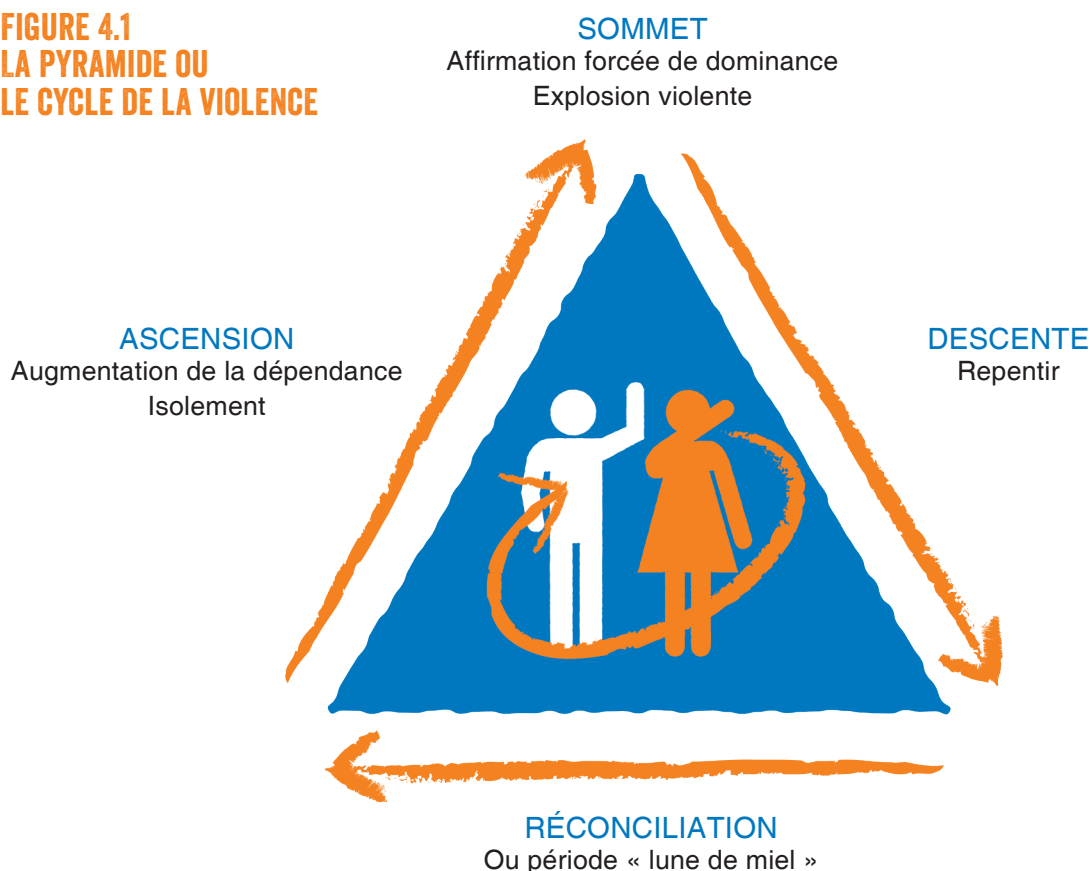 FIGURE 4.1
LA PYRAMIDE OU
LE CYCLE DE LA VIOLENCE
SOMMET
Affirmation forcée de dominance
Explosion violente
ASCENSION
Augmentation de la dépendance
Isolement
DESCENTE
Repentir
RÉCONCILIATION
Ou période « lune de miel »